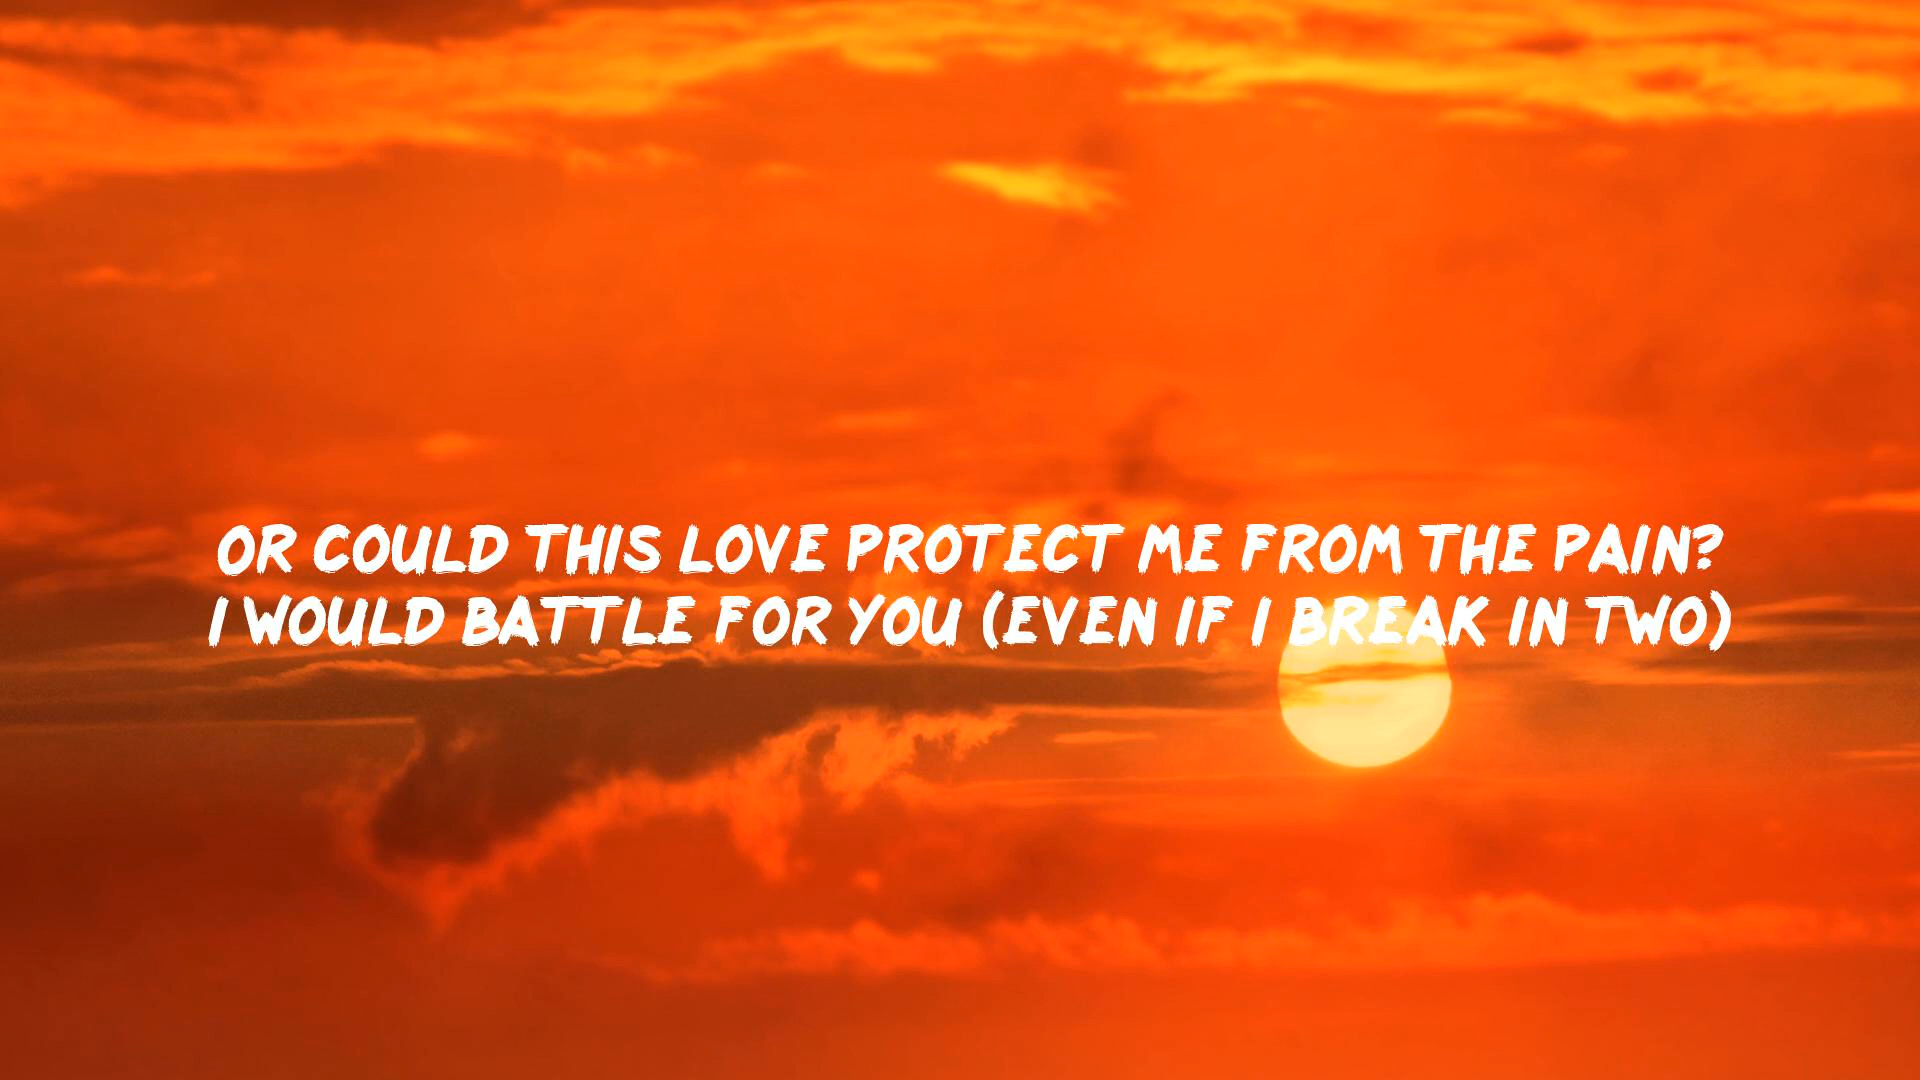 OR COULD THIS LOVE PROTECT ME FROM THE PAIN?
I WOULD BATTLE FOR YOU (EVEN IF I BREAK IN TWO)